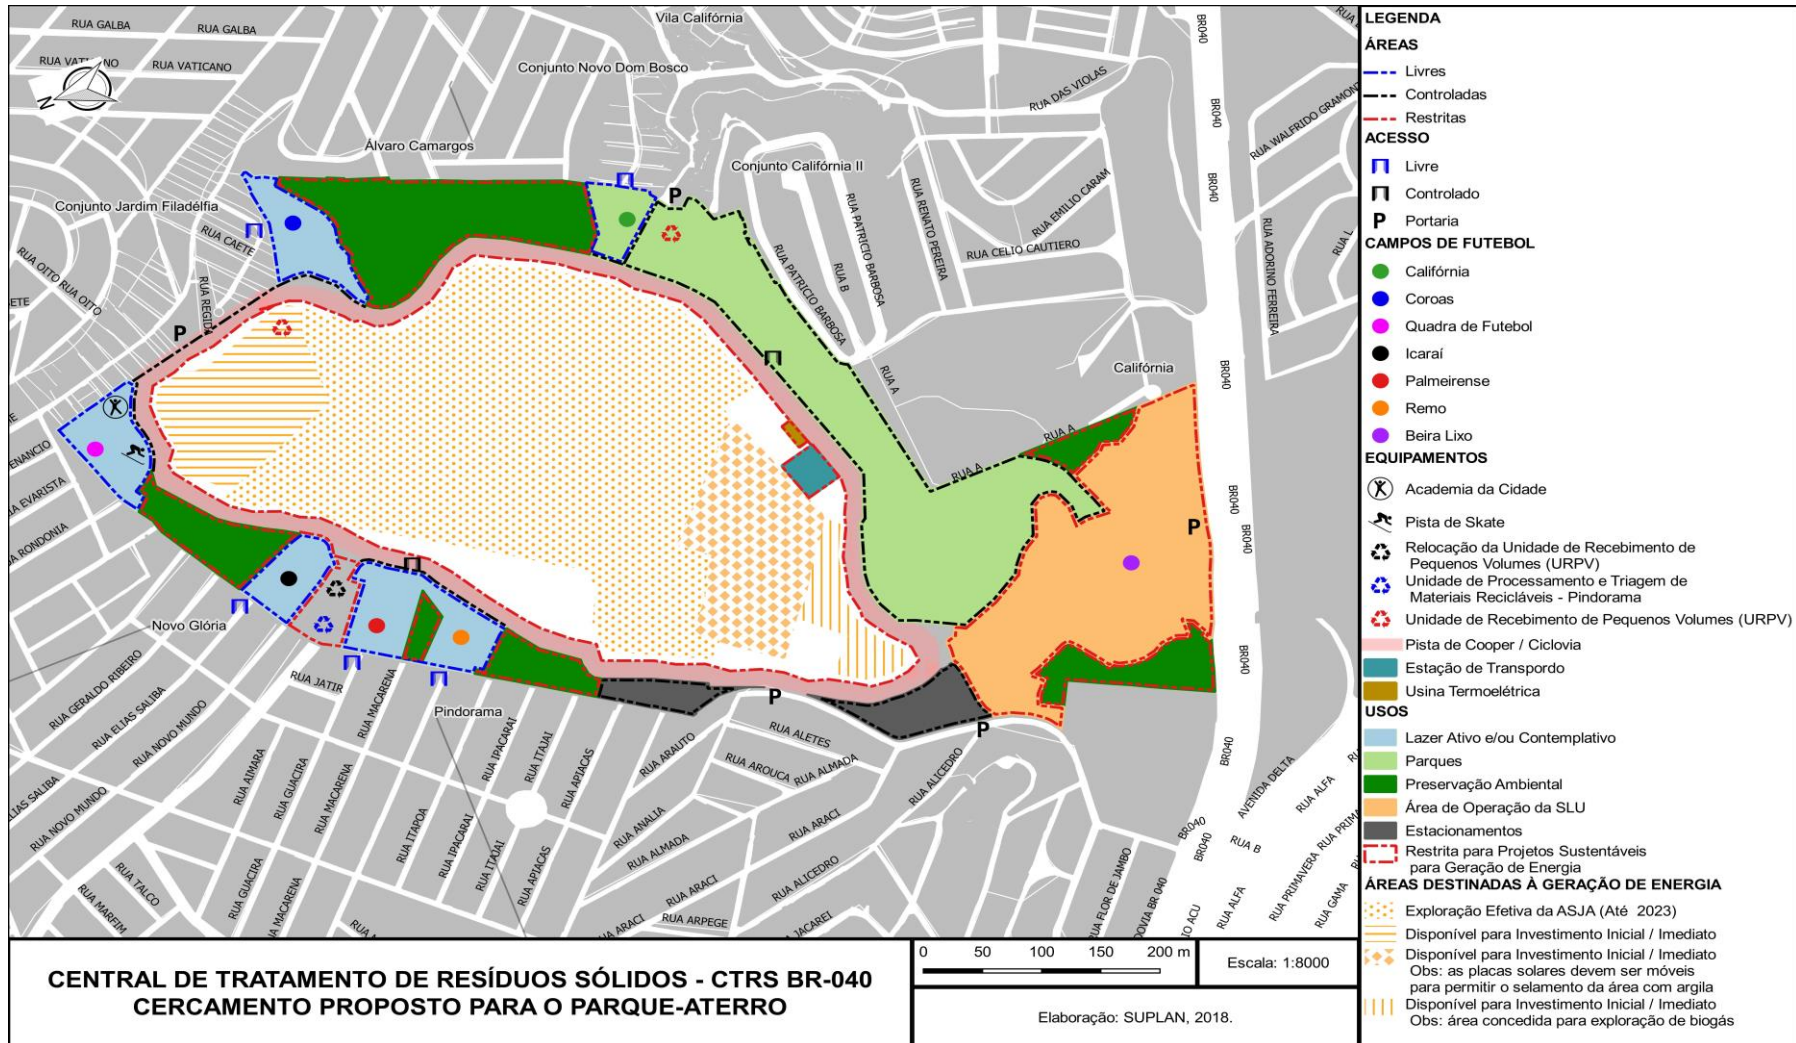 RUA GALBA
RUA GALBA
RUA VATICANO
RUA VATICANO
N
Vila Califórnia
Conjunto Novo Dom Bosco
Álvaro Camargos
Conjunto Jardim Filadélfia
Conjunto Califórnia II
RUA DAS VIOLAS
RUA WALFRIDO GRAMON
RUA EMILIO CARAM
RUA RENATO PEREIRA
RUA CELIO CAUTIERO
RUA ADORINO FERREIRA
RUA PATRICIO BARBOSA
RUA B
RUA PATRICIO BARBOSA
RUA CAETE
RUA OITO
RUA OITO
P
P
RUA A
Califórnia
RUA A
RUA A
BR040
BR040
BR040
BR040
BR040
BR040
BR040
BR040
BR040
BR040
BR040
ENANCIO
EVARISTA
RONDONIA
P
P
P
Novo Glória
Pindorama
RUA JATIR
RUA GERALDO RIBEIRO
RUA ELIAS SALIBA
RUA NOVO MUNDO
ELIAS SALIBA
RUA NOVO MUNDO
RUA MARFIM
RUA TALCO
RUA AIMARA
RUA GUACIRA
RUA MACARENA
RUA MACARENA
RUA GUACIRA
RUA MACARENA
RUA ITAPOA
RUA IPACARAI
RUA IPACARAI
RUA ITAJAI
RUA ITAJAI
RUA APIACAS
RUA APIACAS
RUA ARAUTO
RUA ALETES
RUA AROUCA
RUA ALMADA
RUA ANALIA
RUA ALMADA
RUA ARACI
RUA ARACI
RUA ALICEDRO
RUA ALICEDRO
RUA ARPEGE
RUA FLOR DE JAMBO
AVENIDA DELTA
RUA ALFA
RUA B
RUA ALFA
RUA PRIMAVERA
RUA GAMA
LEGENDA
ÁREAS
Livres
Controladas
Restritas
ACESSO
Livre
Controlado
P Portaria
CAMPOS DE FUTEBOL
Califórnia
Coroas
Quadra de Futebol
Icaraí
Palmeirense
Remo
Beira Lixo
EQUIPAMENTOS
Academia da Cidade
Pista de Skate
Relocação da Unidade de Recebimento de
Pequenos Volumes (URPV)
Unidade de Processamento e Triagem de
Materiais Recicláveis - Pindorama
Unidade de Recebimento de Pequenos Volumes (URPV)
Pista de Cooper / Ciclovia
Estação de Transpordo
Usina Termoelétrica
USOS
Lazer Ativo e/ou Contemplativo
Parques
Preservação Ambiental
Área de Operação da SLU
Estacionamentos
Restrita para Projetos Sustentáveis
para Geração de Energia
ÁREAS DESTINADAS À GERAÇÃO DE ENERGIA
Exploração Efetiva da ASJA (Até 2023)
Disponível para Investimento Inicial / Imediato
Disponível para Investimento Inicial / Imediato
Obs: as placas solares devem ser móveis
para permitir o selamento da área com argila
Disponível para Investimento Inicial / Imediato
Obs: área concedida para exploração de biogás
CENTRAL DE TRATAMENTO DE RESÍDUOS SÓLIDOS - CTRS BR-040
CERCAMENTO PROPOSTO PARA O PARQUE-ATERRO
0 50 100 150 200 m
Escala: 1:8000
Elaboração: SUPLAN, 2018.